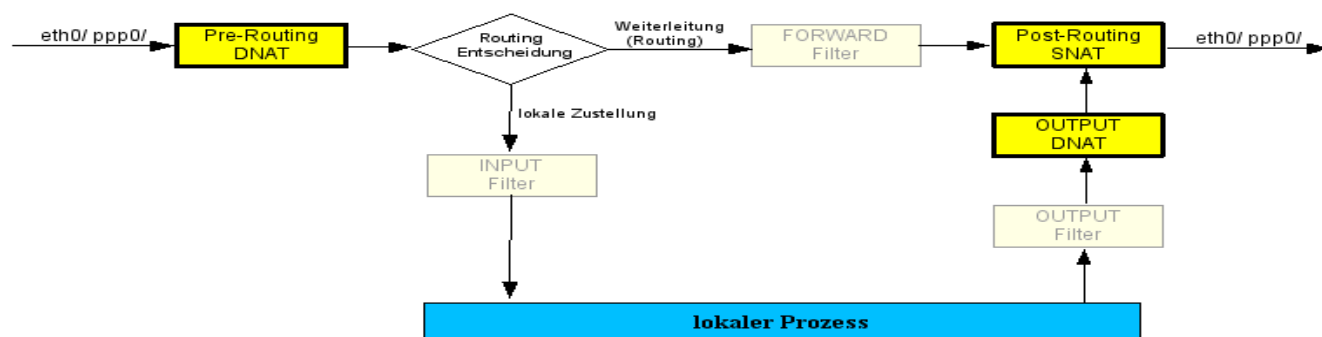 eth0/ ppp0/
Pre-Routing
DNAT
Routing
Entscheidung
Weiterleitung
(Routing)
FORWARD
Filter
Post-Routing
SNAT
eth0/ ppp0/
lokale Zustellung
INPUT
Filter
OUTPUT
DNAT
OUTPUT
Filter
lokaler Prozess